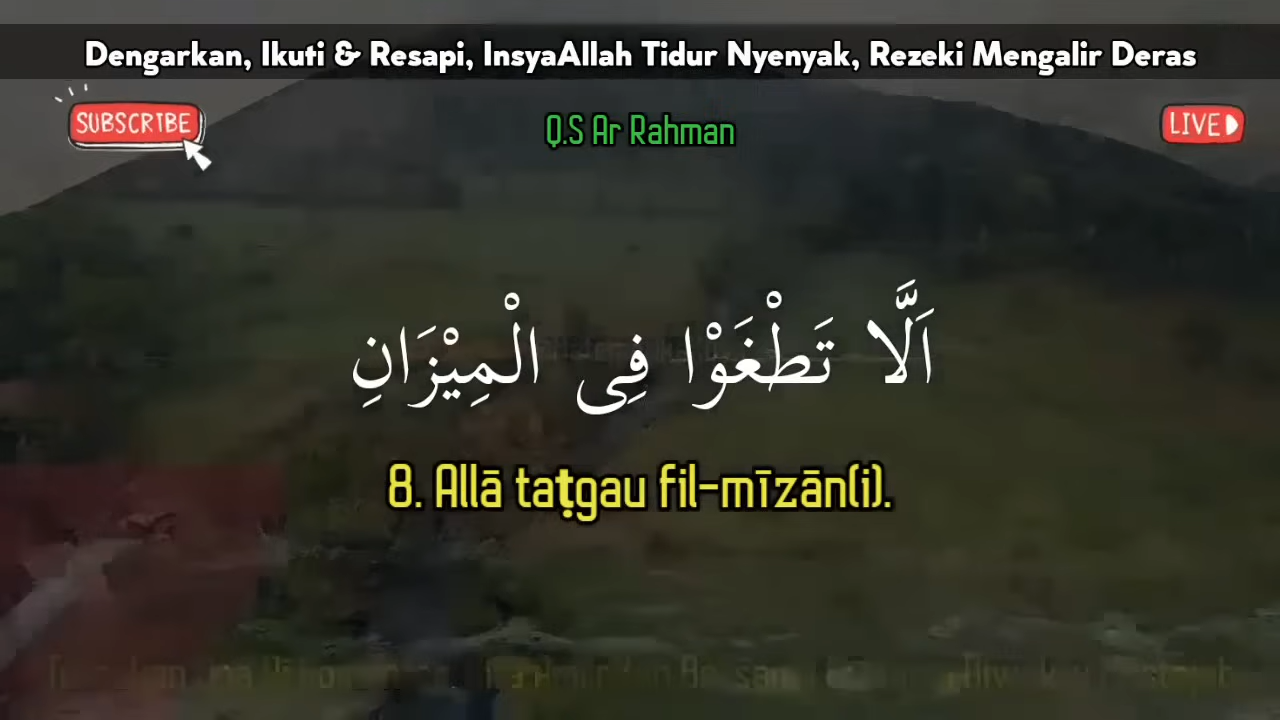 Dengarkan, Ikuti & Resapi, InsyaAllah Tidur Nyenyak, Rezeki Mengalir Deras
SUBSCRIBE
Q.S Ar Rahman
LIVE
اَلَّا تَطْغَوْا فِى الْمِيْزَانِ
8. Allā taṭgau fil-mīzān(i).